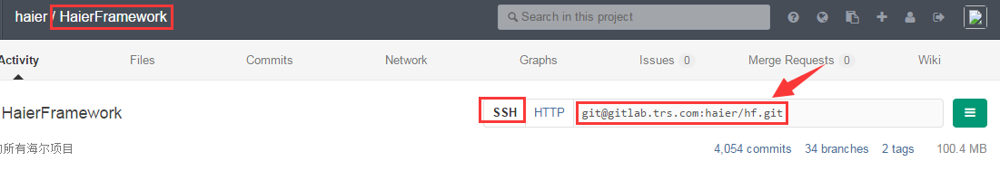 haier / HaierFramework Search in this project
Activity Files Commits Network Graphs Issues 0 Merge Requests 0 Wiki
HaierFramework SSH HTTP git@gitlab.trs.com:haier/hf.git
所有海尔项目 4,054 commits 34 branches 2 tags 100.4 MB